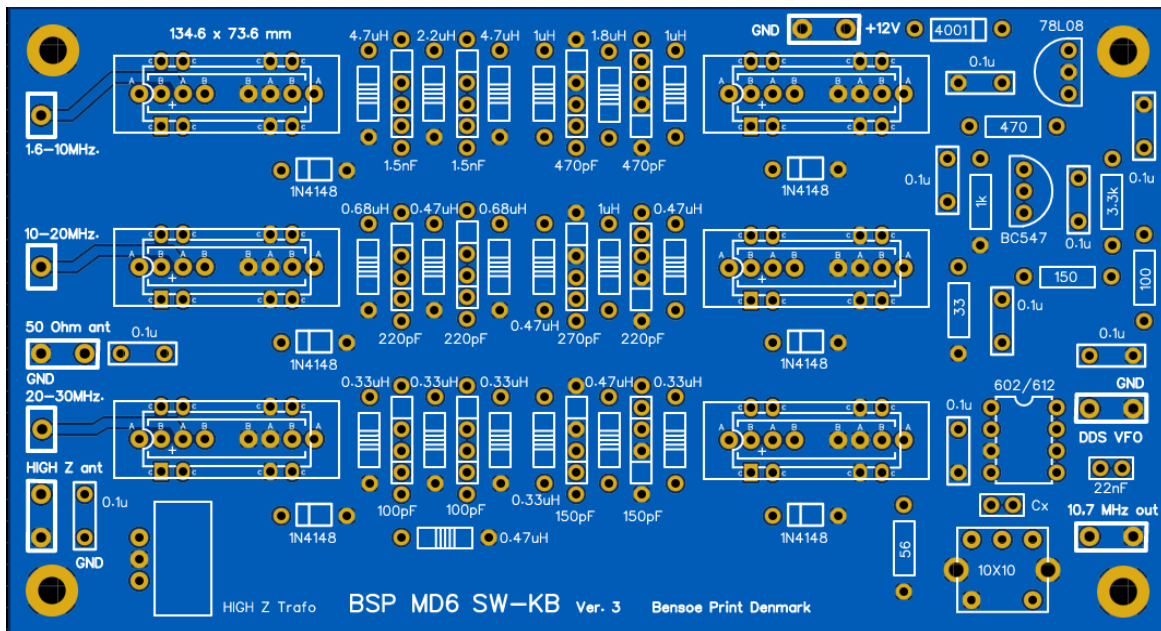 134.6 x 73.6 mm
4.7uH 2.2uH 4.7uH 1uH 1.8uH 1uH
GND +12V
4001
78L08
0.1u
A B A B B A B A
C C C C
+
1.6-10MHz.
1.5nF 1.5nF 470pF 470pF
470
0.1u
0.1u
1N4148
1N4148
1k
3.3k
BC547
0.1u
10-20MHz.
0.68uH 0.47uH 0.68uH 1uH 0.47uH
0.47uH
220pF 220pF 270pF 220pF
150
100
33
0.1u
50 Ohm ant
0.1u
GND
1N4148
1N4148
0.1u
20-30MHz.
0.33uH 0.33uH 0.33uH 0.47uH 0.33uH
0.33uH
100pF 100pF 150pF 150pF
602/612
GND
0.1u
DDS VFO
HIGH Z ant
0.1u
GND
22nF
Cx
10.7 MHz out
1N4148
1N4148
0.47uH
56
10X10
HIGH Z Trafo
BSP MD6 SW-KB Ver. 3 Bensoe Print Denmark